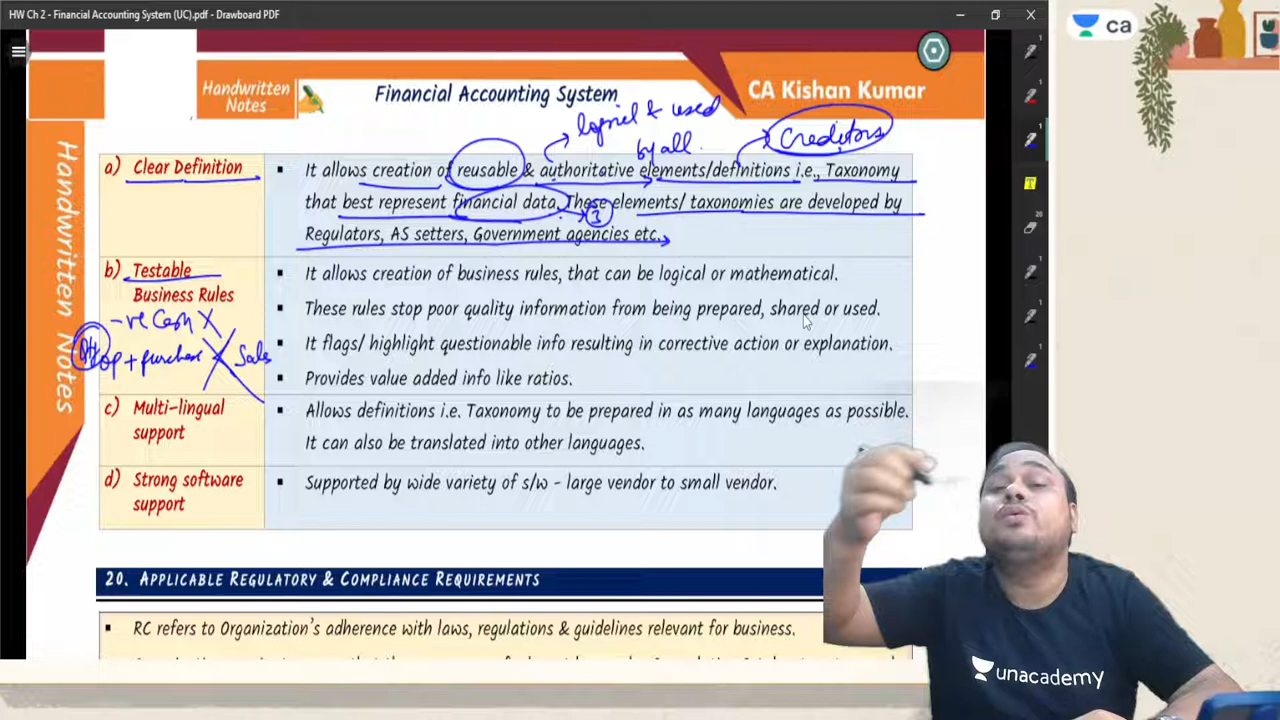 HW Ch 2 - Financial Accounting System (UC).pdf - Drawboard PDF
ca
Handwritten
Notes
Financial Accounting System
CA Kishan Kumar
Handwritten Notes
logical & used
by all.
Creditors
a) Clear Definition
▪ It allows creation of reusable & authoritative elements/definitions i.e., Taxonomy
that best represent financial data. These elements/ taxonomies are developed by
3
Regulators, AS setters, Government agencies etc.
b) Testable
Business Rules
-ve Cash X
op + purchase
Sales
▪ It allows creation of business rules, that can be logical or mathematical.
▪ These rules stop poor quality information from being prepared, shared or used.
▪ It flags/ highlight questionable info resulting in corrective action or explanation.
▪ Provides value added info like ratios.
c) Multi-lingual
support
▪ Allows definitions i.e. Taxonomy to be prepared in as many languages as possible.
It can also be translated into other languages.
d) Strong software
support
▪ Supported by wide variety of s/w - large vendor to small vendor.
20. APPLICABLE REGULATORY & COMPLIANCE REQUIREMENTS
▪ RC refers to Organization's adherence with laws, regulations & guidelines relevant for business.
unacademy